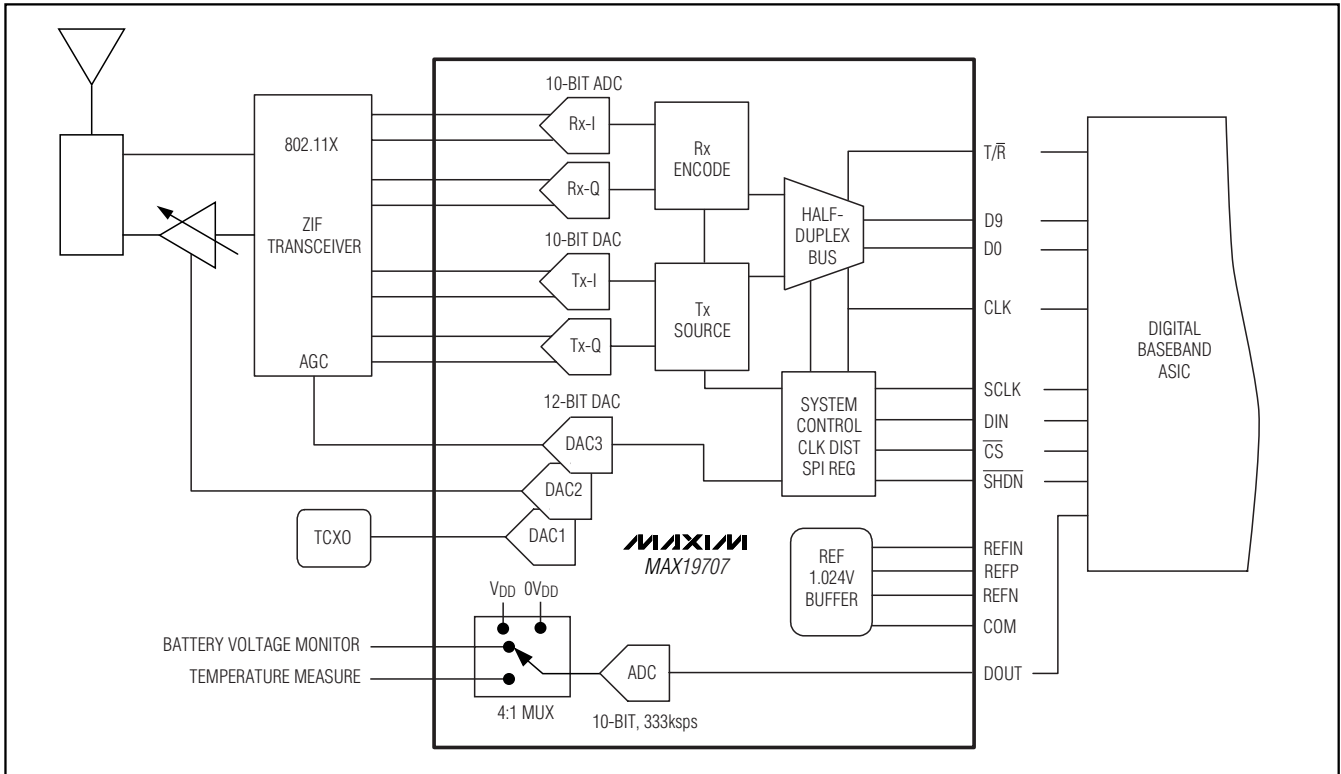 10-BIT ADC
Rx-I
Rx-Q
802.11X
ZIF
TRANSCEIVER
AGC
10-BIT DAC
Tx-I
Tx-Q
Rx
ENCODE
Tx
SOURCE
HALF-
DUPLEX
BUS
T/R̅
D9
D0
CLK
SCLK
DIN
C̅S̅
S̅H̅D̅N̅
DIGITAL
BASEBAND
ASIC
12-BIT DAC
DAC3
DAC2
DAC1
TCXO
SYSTEM
CONTROL
CLK DIST
SPI REG
MAXIM
MAX19707
REF
1.024V
BUFFER
REFIN
REFP
REFN
COM
VDD 0VDD
BATTERY VOLTAGE MONITOR
TEMPERATURE MEASURE
4:1 MUX
ADC
10-BIT, 333ksps
DOUT